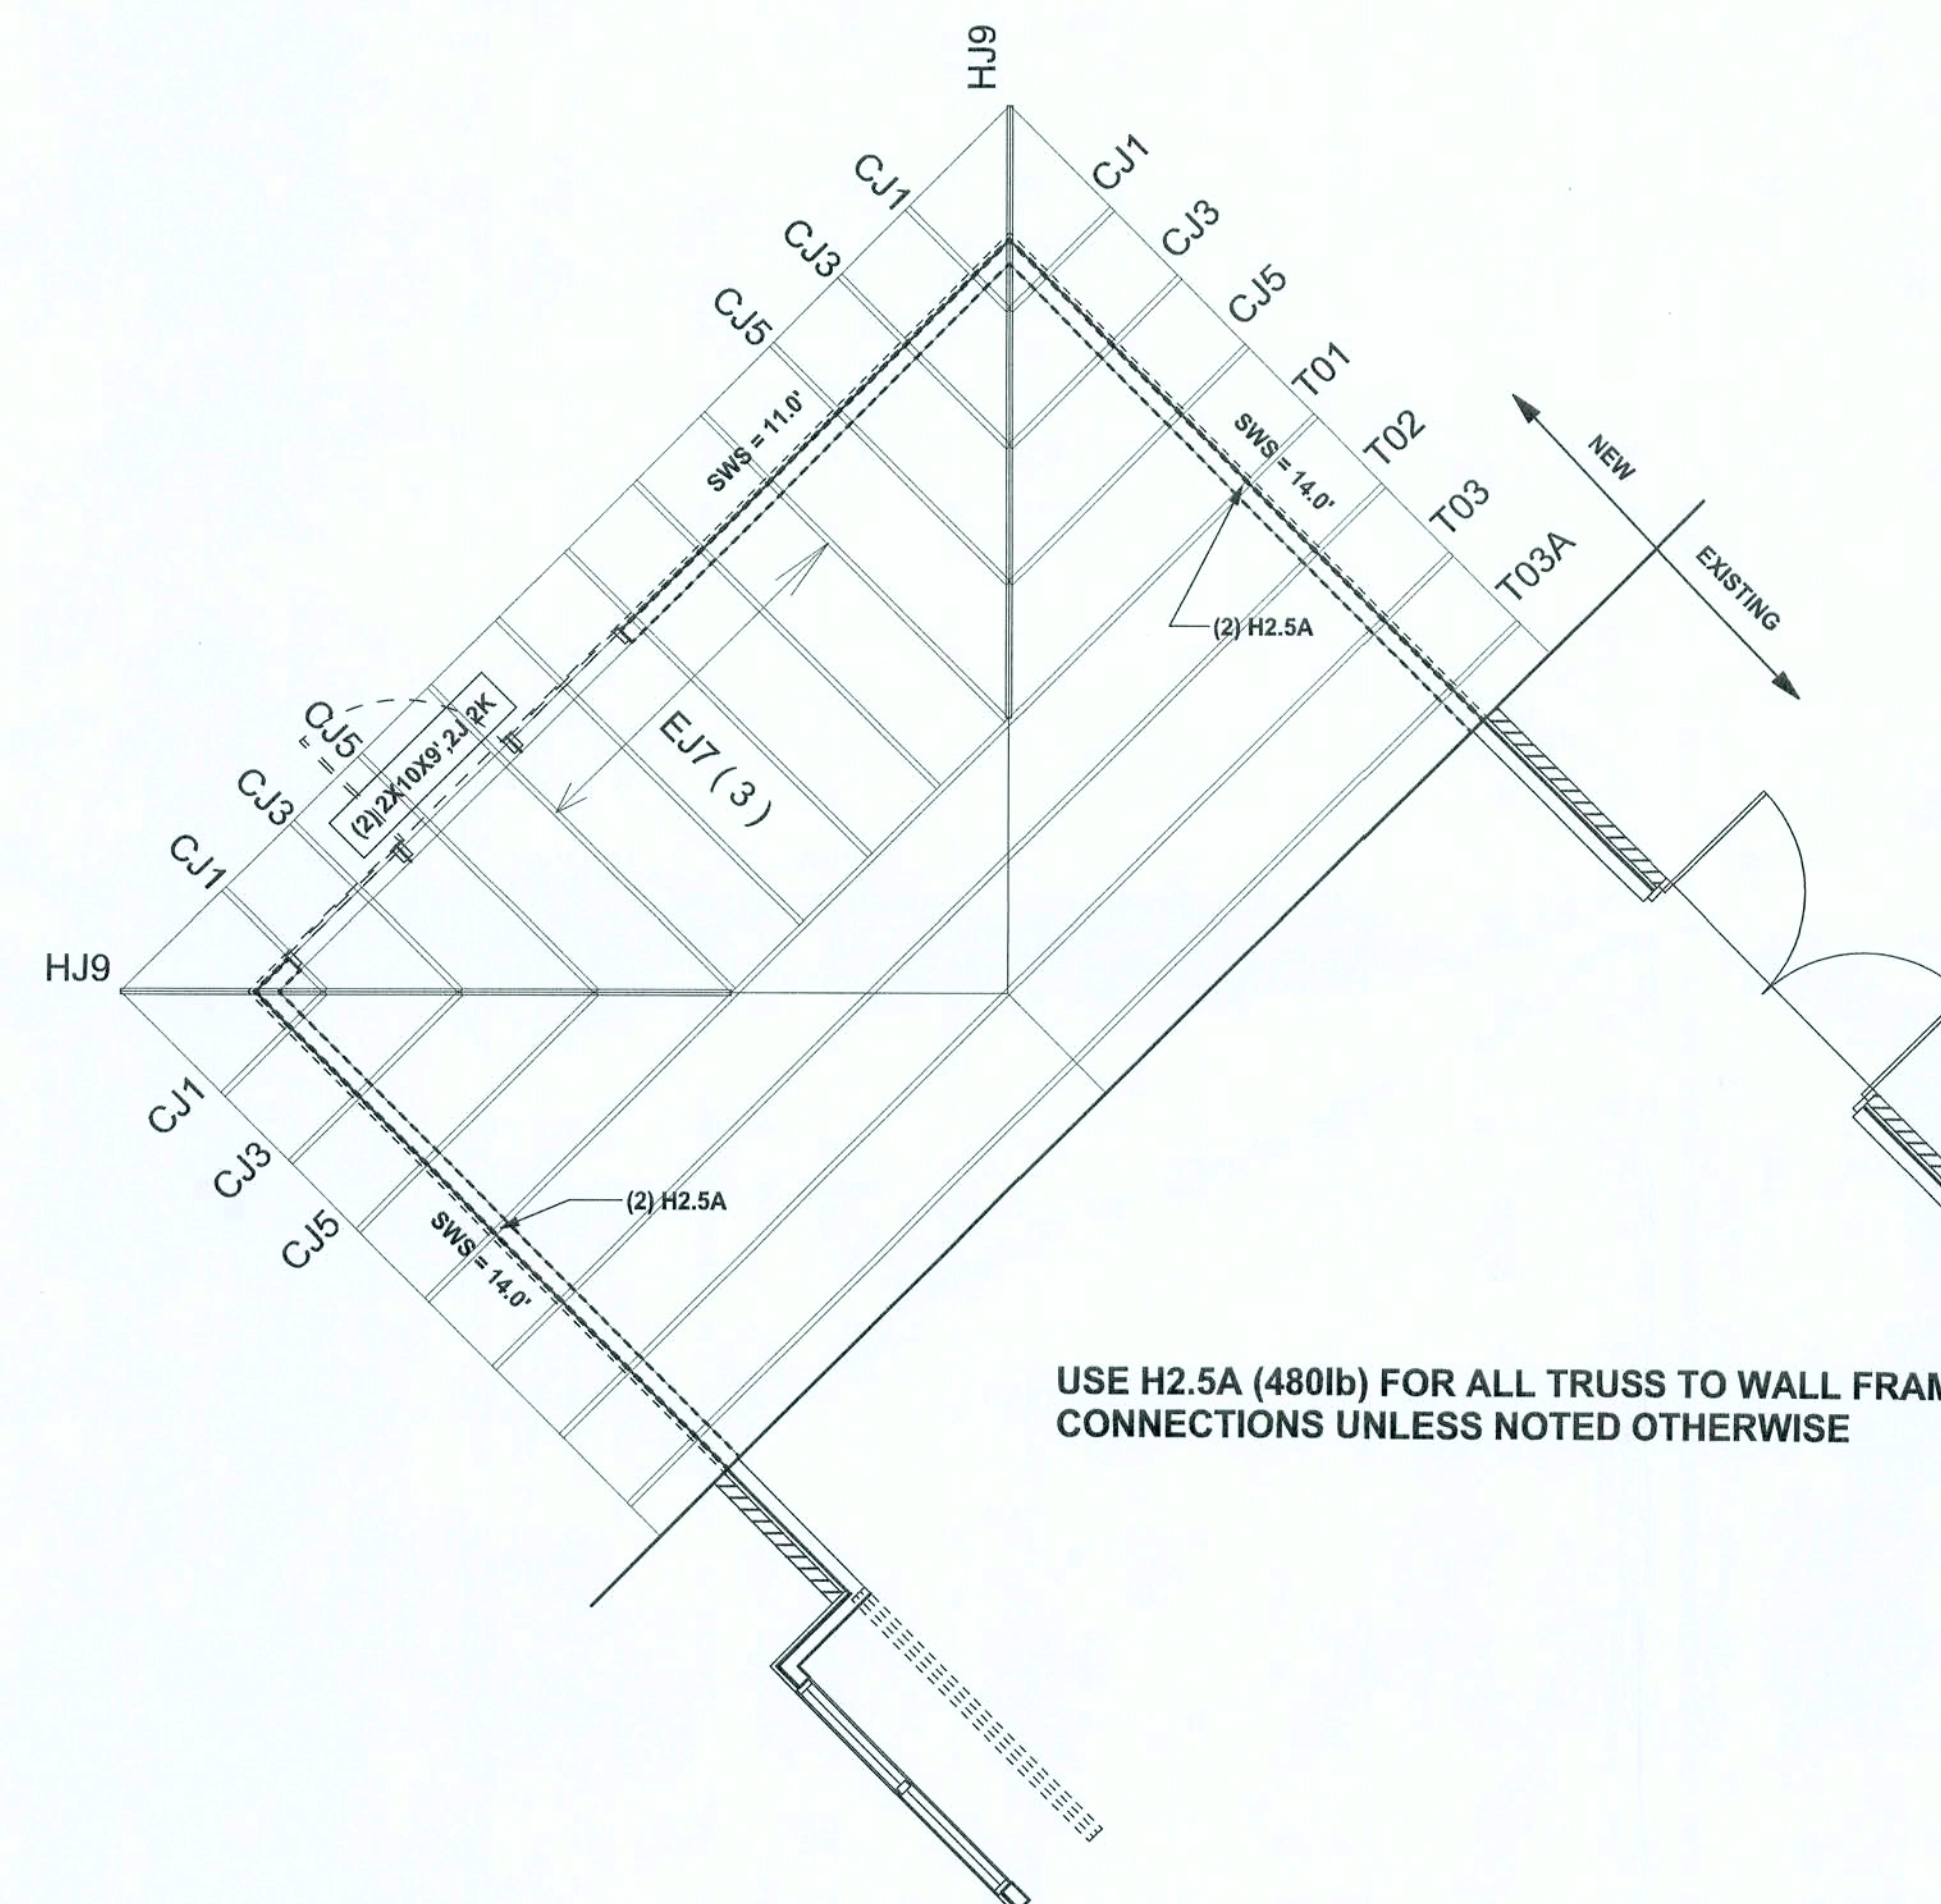 HJ9
CJ1
CJ3
CJ5
CJ1
CJ3
CJ5
T01
T02
T03
T03A
SWS = 11.0'
SWS = 14.0'
NEW
EXISTING
(2) H2.5A
EJ7 ( 3 )
(2) 2X10X9',2J,2K
CJ5
CJ3
CJ1
HJ9
CJ1
CJ3
CJ5
(2) H2.5A
SWS = 14.0'
USE H2.5A (480lb) FOR ALL TRUSS TO WALL
CONNECTIONS UNLESS NOTED OTHERWISE